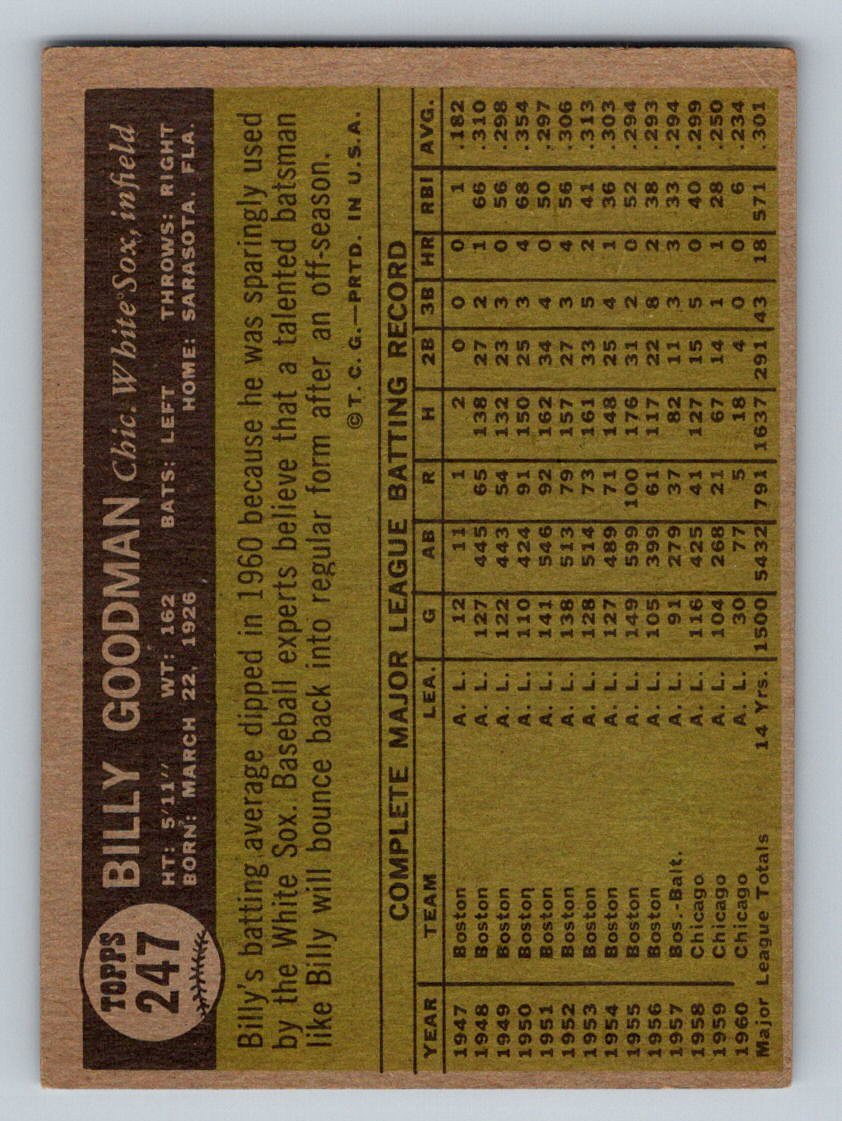 TOPPS
247
BILLY GOODMAN Chic. White Sox, infield
HT: 5'11" WT: 162 BATS: LEFT THROWS: RIGHT
BORN: MARCH 22, 1926 HOME: SARASOTA, FLA.
Billy's batting average dipped in 1960 because he was sparingly used
by the White Sox. Baseball experts believe that a talented batsman
like Billy will bounce back into regular form after an off-season.
© T. C. G.—PRTD. IN U.S.A.
COMPLETE MAJOR LEAGUE BATTING RECORD
YEAR TEAM LEA. G AB R H 2B 3B HR RBI AVG.
1947 Boston A. L. 12 11 1 2 0 0 0 1 .182
1948 Boston A. L. 127 445 65 138 27 2 1 66 .310
1949 Boston A. L. 122 443 54 132 23 3 0 56 .298
1950 Boston A. L. 110 424 91 150 25 3 4 68 .354
1951 Boston A. L. 141 546 92 162 34 4 0 50 .297
1952 Boston A. L. 138 513 79 157 27 3 4 56 .306
1953 Boston A. L. 128 514 73 161 33 5 2 41 .313
1954 Boston A. L. 127 489 71 148 25 4 1 36 .303
1955 Boston A. L. 149 599 100 176 31 2 0 52 .294
1956 Boston A. L. 105 399 61 117 22 8 2 38 .293
1957 Bos.-Balt. A. L. 91 279 37 82 11 3 3 33 .294
1958 Chicago A. L. 116 425 41 127 15 5 0 40 .299
1959 Chicago A. L. 104 268 21 67 14 1 1 28 .250
1960 Chicago A. L. 30 77 5 18 4 0 0 6 .234
Major League Totals 14 Yrs. 1500 5432 791 1637 291 43 18 571 .301